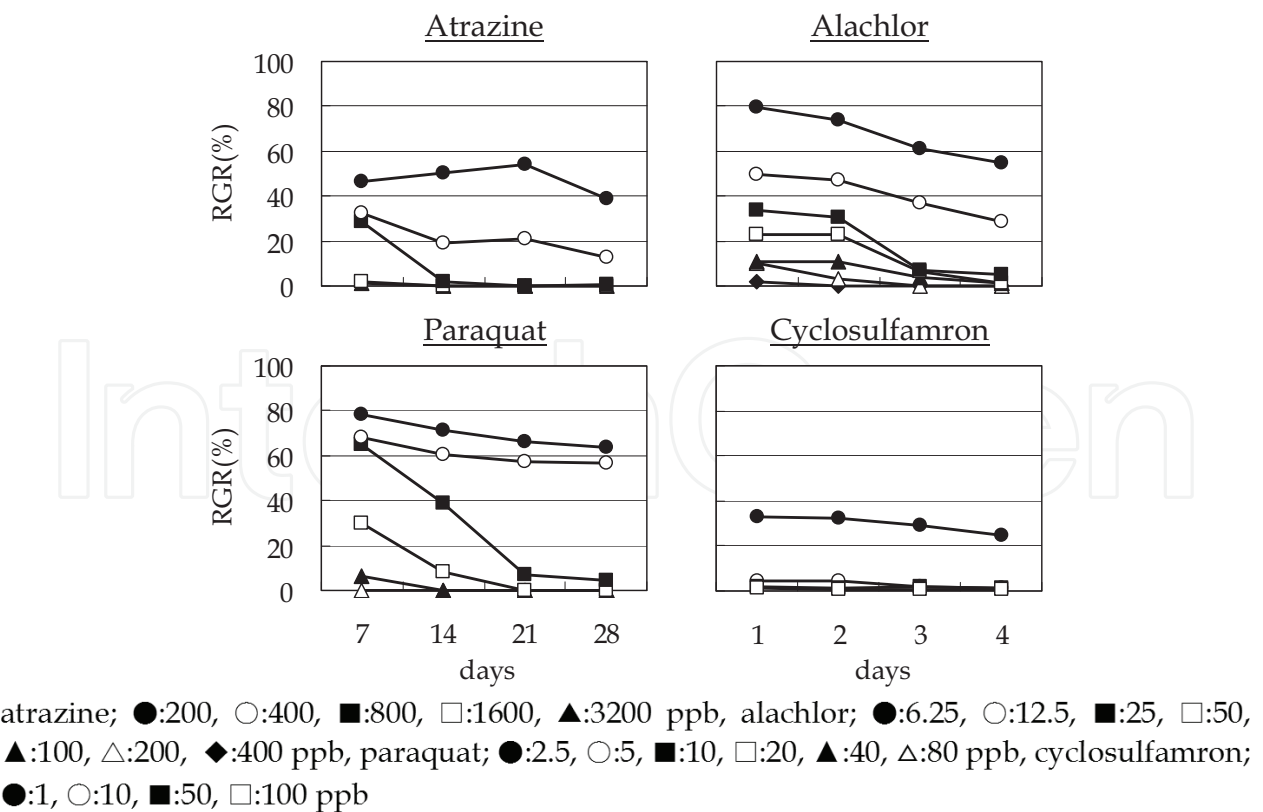 Atrazine Alachlor
100
80
60
40
20
0
RGR(%)
Paraquat Cyclosulfamron
100
80
60
40
20
0
RGR(%)
7 14 21 28 1 2 3 4
days days
atrazine; ●:200, ○:400, ■:800, □:1600, ▲:3200 ppb, alachlor; ●:6.25, ○:12.5, ■:25, □:50,
▲:100, △:200, ◆:400 ppb, paraquat; ●:2.5, ○:5, ■:10, □:20, ▲:40, △:80 ppb, cyclosulfamron;
●:1, ○:10, ■:50, □:100 ppb